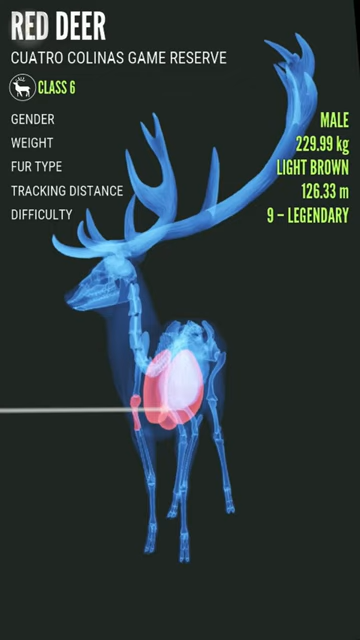 RED DEER
CUATRO COLINAS GAME RESERVE
CLASS 6
GENDER MALE
WEIGHT 229.99 kg
FUR TYPE LIGHT BROWN
TRACKING DISTANCE 126.33 m
DIFFICULTY 9 – LEGENDARY